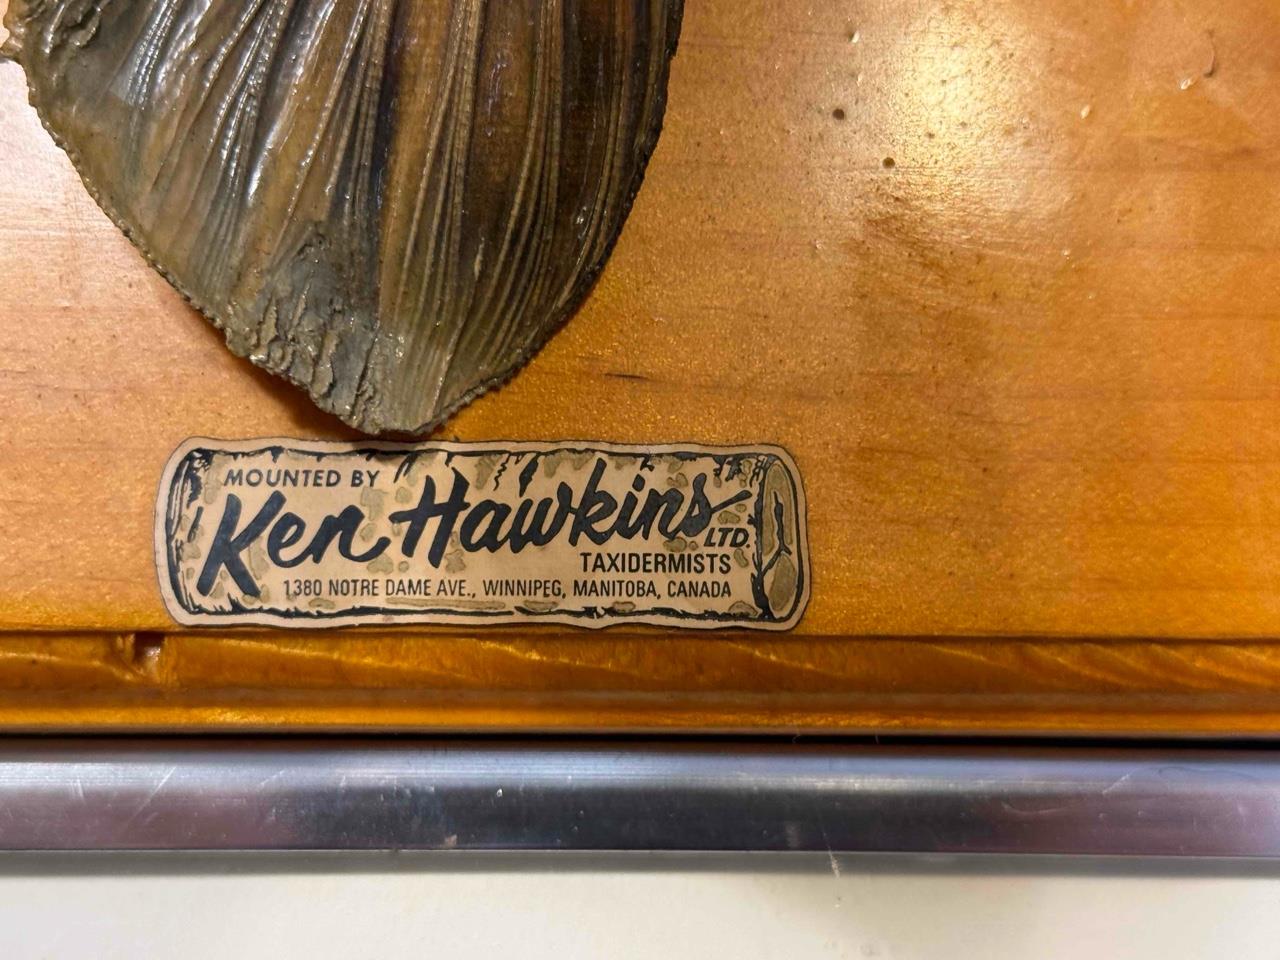 MOUNTED BY
Ken Hawkins LTD.
TAXIDERMISTS
1380 NOTRE DAME AVE., WINNIPEG, MANITOBA, CANADA